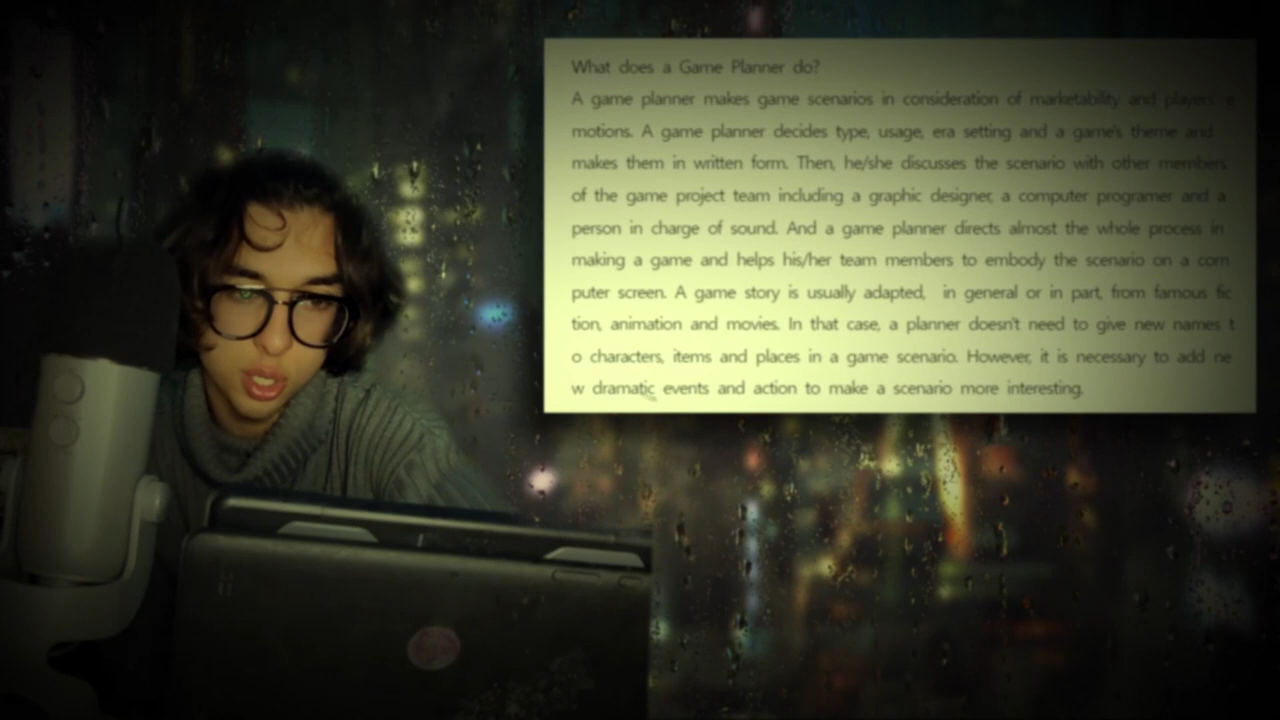 What does a Game Planner do?
A game planner makes game scenarios in consideration of marketability and players e
motions. A game planner decides type, usage, era setting and a game's theme and
makes them in written form. Then, he/she discusses the scenario with other members
of the game project team including a graphic designer, a computer programer and a
person in charge of sound. And a game planner directs almost the whole process in
making a game and helps his/her team members to embody the scenario on a com
puter screen. A game story is usually adapted, in general or in part, from famous fic
tion, animation and movies. In that case, a planner doesn't need to give new names t
o characters, items and places in a game scenario. However, it is necessary to add ne
w dramatic events and action to make a scenario more interesting.